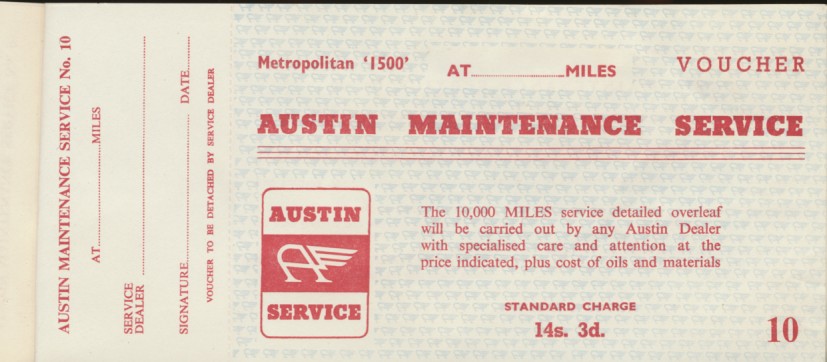 AUSTIN MAINTENANCE SERVICE No. 10
AT....................MILES
SERVICE
DEALER ....................
SIGNATURE.................... DATE..........
VOUCHER TO BE DETACHED BY SERVICE DEALER
Metropolitan '1500'
AT....................MILES
VOUCHER
AUSTIN MAINTENANCE SERVICE
AUSTIN
A
SERVICE
The 10,000 MILES service detailed overleaf
will be carried out by any Austin Dealer
with specialised care and attention at the
price indicated, plus cost of oils and materials
STANDARD CHARGE
14s. 3d.
10